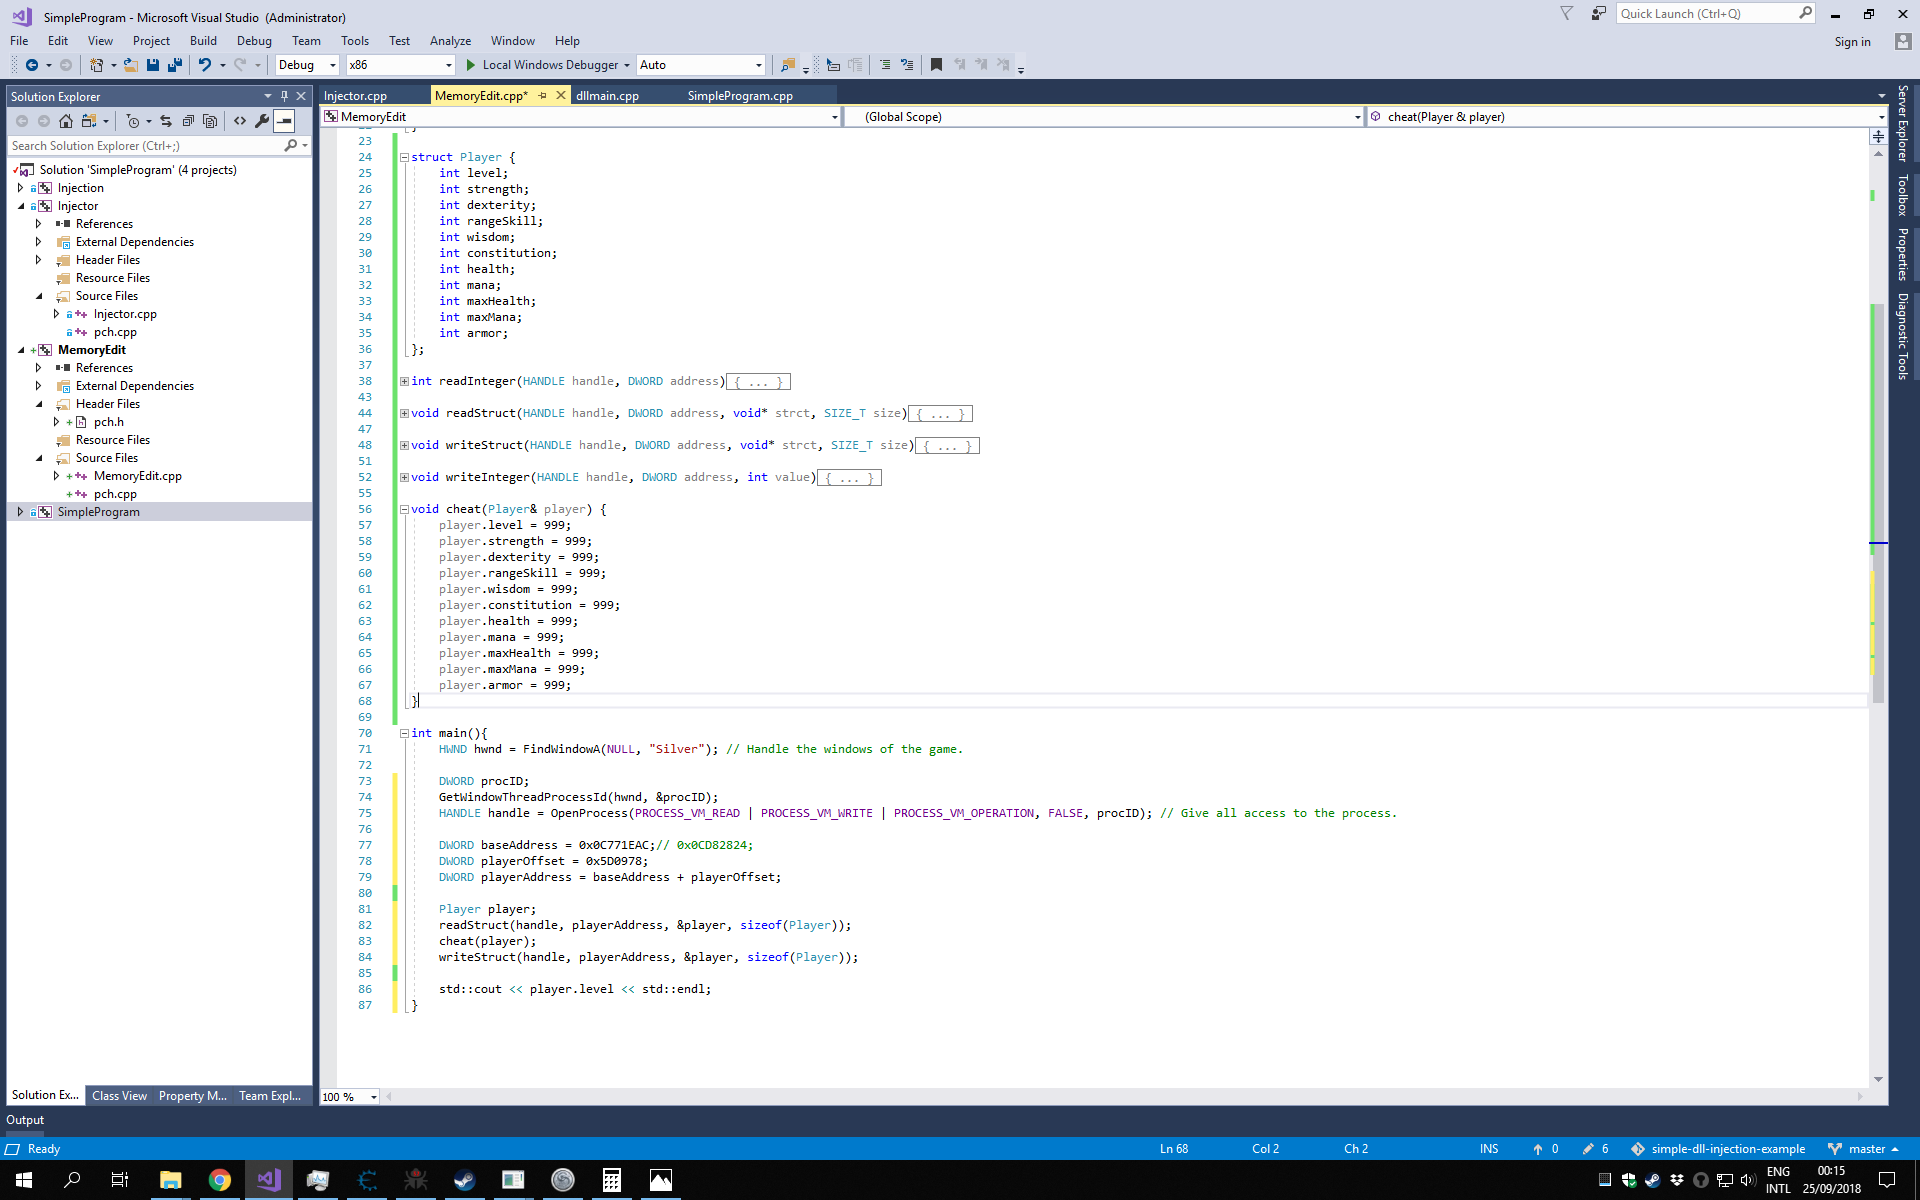 SimpleProgram - Microsoft Visual Studio (Administrator)
Quick Launch (Ctrl+Q)
File Edit View Project Build Debug Team Tools Test Analyze Window Help
Sign in
Debug x86 Local Windows Debugger Auto
Solution Explorer
Search Solution Explorer (Ctrl+;)
Solution 'SimpleProgram' (4 projects)
Injection
Injector
References
External Dependencies
Header Files
Resource Files
Source Files
Injector.cpp
pch.cpp
MemoryEdit
References
External Dependencies
Header Files
pch.h
Resource Files
Source Files
MemoryEdit.cpp
pch.cpp
SimpleProgram
Solution Ex... Class View Property M... Team Expl...
Injector.cpp MemoryEdit.cpp* dllmain.cpp SimpleProgram.cpp
MemoryEdit (Global Scope) cheat(Player & player)
23
24 struct Player {
25 int level;
26 int strength;
27 int dexterity;
28 int rangeSkill;
29 int wisdom;
30 int constitution;
31 int health;
32 int mana;
33 int maxHealth;
34 int maxMana;
35 int armor;
36 };
37
38 int readInteger(HANDLE handle, DWORD address){ ... }
43
44 void readStruct(HANDLE handle, DWORD address, void* strct, SIZE_T size){ ... }
47
48 void writeStruct(HANDLE handle, DWORD address, void* strct, SIZE_T size){ ... }
51
52 void writeInteger(HANDLE handle, DWORD address, int value){ ... }
55
56 void cheat(Player& player) {
57 player.level = 999;
58 player.strength = 999;
59 player.dexterity = 999;
60 player.rangeSkill = 999;
61 player.wisdom = 999;
62 player.constitution = 999;
63 player.health = 999;
64 player.mana = 999;
65 player.maxHealth = 999;
66 player.maxMana = 999;
67 player.armor = 999;
68 }
69
70 int main(){
71 HWND hwnd = FindWindowA(NULL, "Silver"); // Handle the windows of the game.
72
73 DWORD procID;
74 GetWindowThreadProcessId(hwnd, &procID);
75 HANDLE handle = OpenProcess(PROCESS_VM_READ | PROCESS_VM_WRITE | PROCESS_VM_OPERATION, FALSE, procID); // Give all access to the process.
76
77 DWORD baseAddress = 0x0C771EAC;// 0x0CD82824;
78 DWORD playerOffset = 0x5D0978;
79 DWORD playerAddress = baseAddress + playerOffset;
80
81 Player player;
82 readStruct(handle, playerAddress, &player, sizeof(Player));
83 cheat(player);
84 writeStruct(handle, playerAddress, &player, sizeof(Player));
85
86 std::cout << player.level << std::endl;
87 }
100 %
Server Explorer
Toolbox
Properties
Diagnostic Tools
Output
Ready Ln 68 Col 2 Ch 2 INS 0 6 simple-dll-injection-example master
ENG
INTL
00:15
25/09/2018